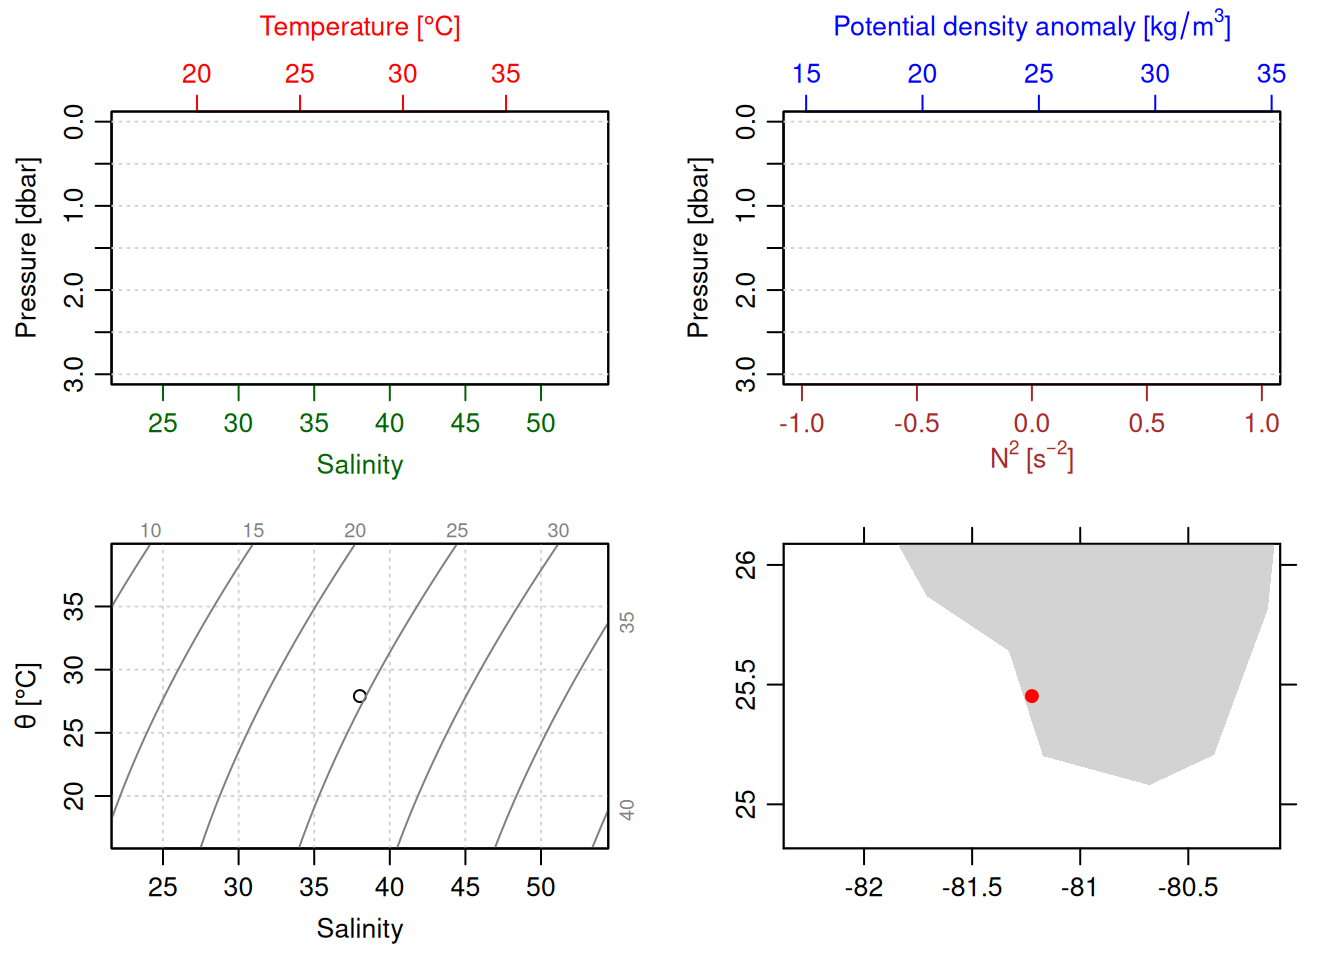 Temperature [°C]
20 25 30 35
0.0
1.0
2.0
3.0
Pressure [dbar]
25 30 35 40 45 50
Salinity
Potential density anomaly [kg/m³]
15 20 25 30 35
0.0
1.0
2.0
3.0
Pressure [dbar]
-1.0 -0.5 0.0 0.5 1.0
N² [s⁻²]
10 15 20 25 30
35
40
35
30
25
20
θ [°C]
25 30 35 40 45 50
Salinity
26
25.5
25
-82 -81.5 -81 -80.5